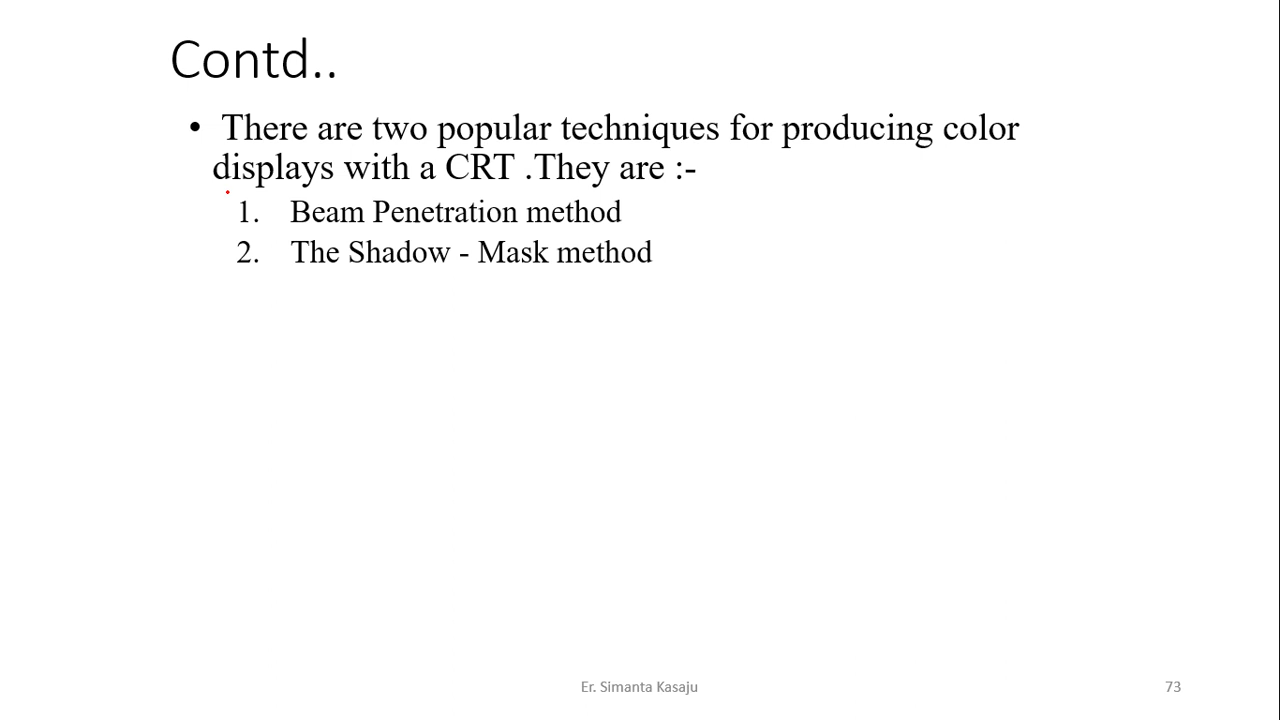 Contd..
• There are two popular techniques for producing color
displays with a CRT .They are :-
1. Beam Penetration method
2. The Shadow - Mask method
Er. Simanta Kasaju
73